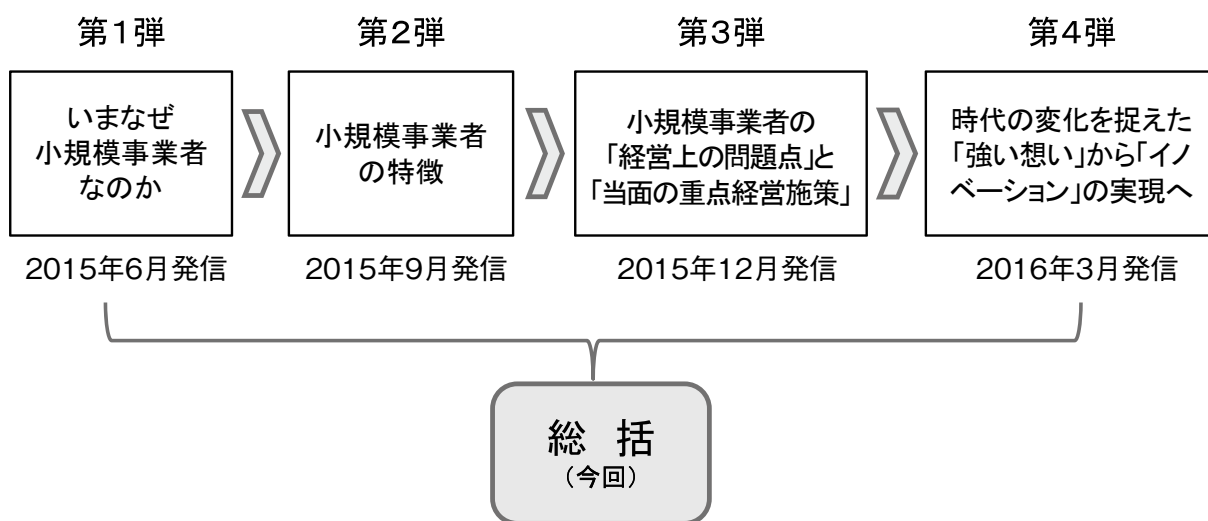 第1弾
いまなぜ
小規模事業者
なのか
2015年6月発信
第2弾
小規模事業者
の特徴
2015年9月発信
第3弾
小規模事業者の
「経営上の問題点」と
「当面の重点経営施策」
2015年12月発信
第4弾
時代の変化を捉えた
「強い想い」から「イノ
ベーション」の実現へ
2016年3月発信
総 括
（今回）